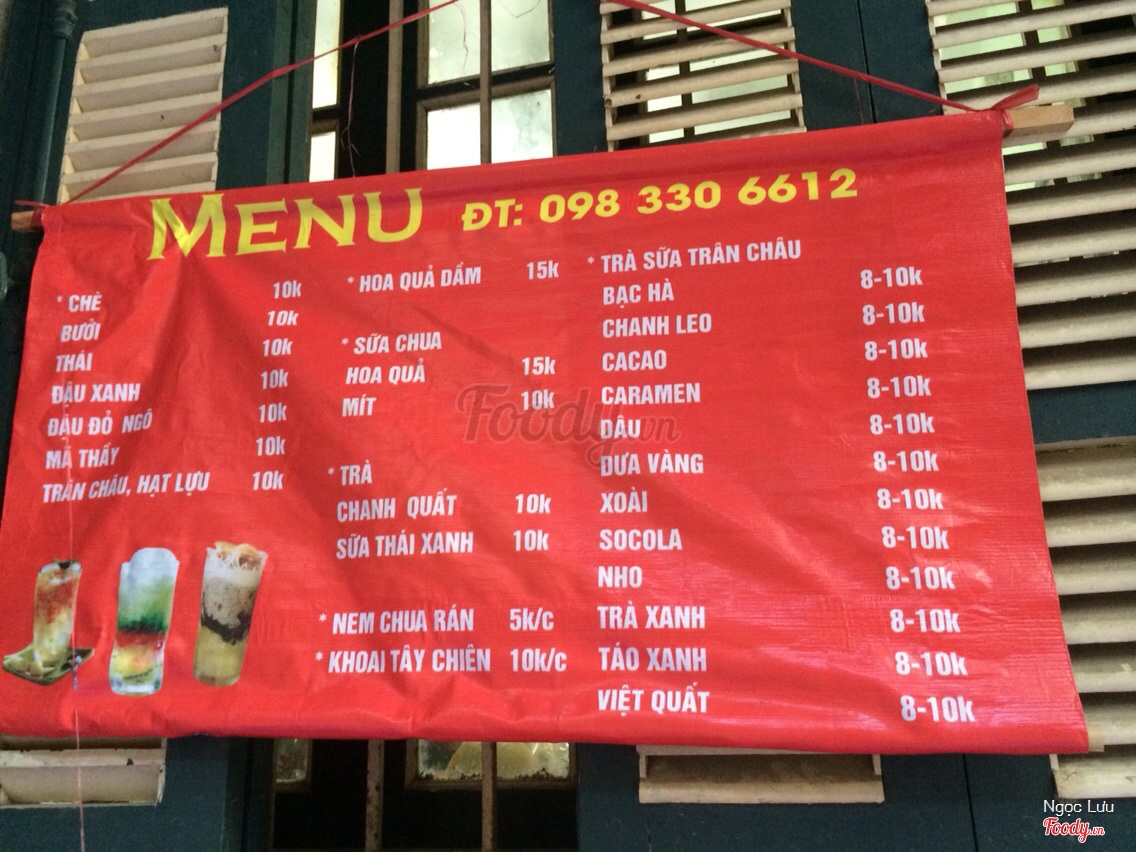 MENU ĐT: 098 330 6612
* CHÈ 10k
BƯỞI 10k
THÁI 10k
ĐẬU XANH 10k
ĐẬU ĐỎ NGÔ 10k
MÃ THẦY 10k
TRÂN CHÂU, HẠT LỰU 10k
* HOA QUẢ DẦM 15k
* SỮA CHUA
HOA QUẢ 15k
MÍT 10k
* TRÀ
CHANH QUẤT 10k
SỮA THÁI XANH 10k
* NEM CHUA RÁN 5k/c
* KHOAI TÂY CHIÊN 10k/c
* TRÀ SỮA TRÂN CHÂU
BẠC HÀ 8-10k
CHANH LEO 8-10k
CACAO 8-10k
CARAMEN 8-10k
DÂU 8-10k
DƯA VÀNG 8-10k
XOÀI 8-10k
SOCOLA 8-10k
NHO 8-10k
TRÀ XANH 8-10k
TÁO XANH 8-10k
VIỆT QUẤT 8-10k
Foody.vn
Ngọc Lưu
Foody.vn